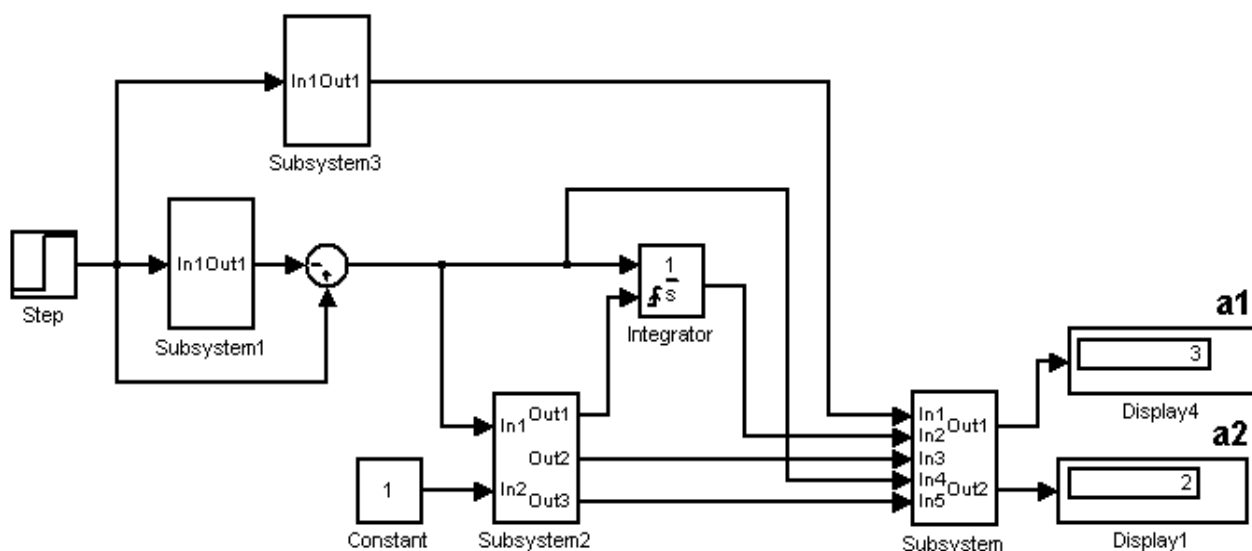 In1Out1
Subsystem3
Step
In1Out1
Subsystem1
-
+
1
s
Integrator
a1
3
Display4
In1
In2
Out1
Out2
Out3
Subsystem2
1
Constant
In1
In2
In3
In4
In5
Out1
Out2
Subsystem
a2
2
Display1